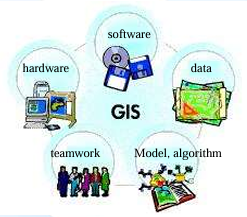 software
hardware
data
GIS
teamwork
Model, algorithm